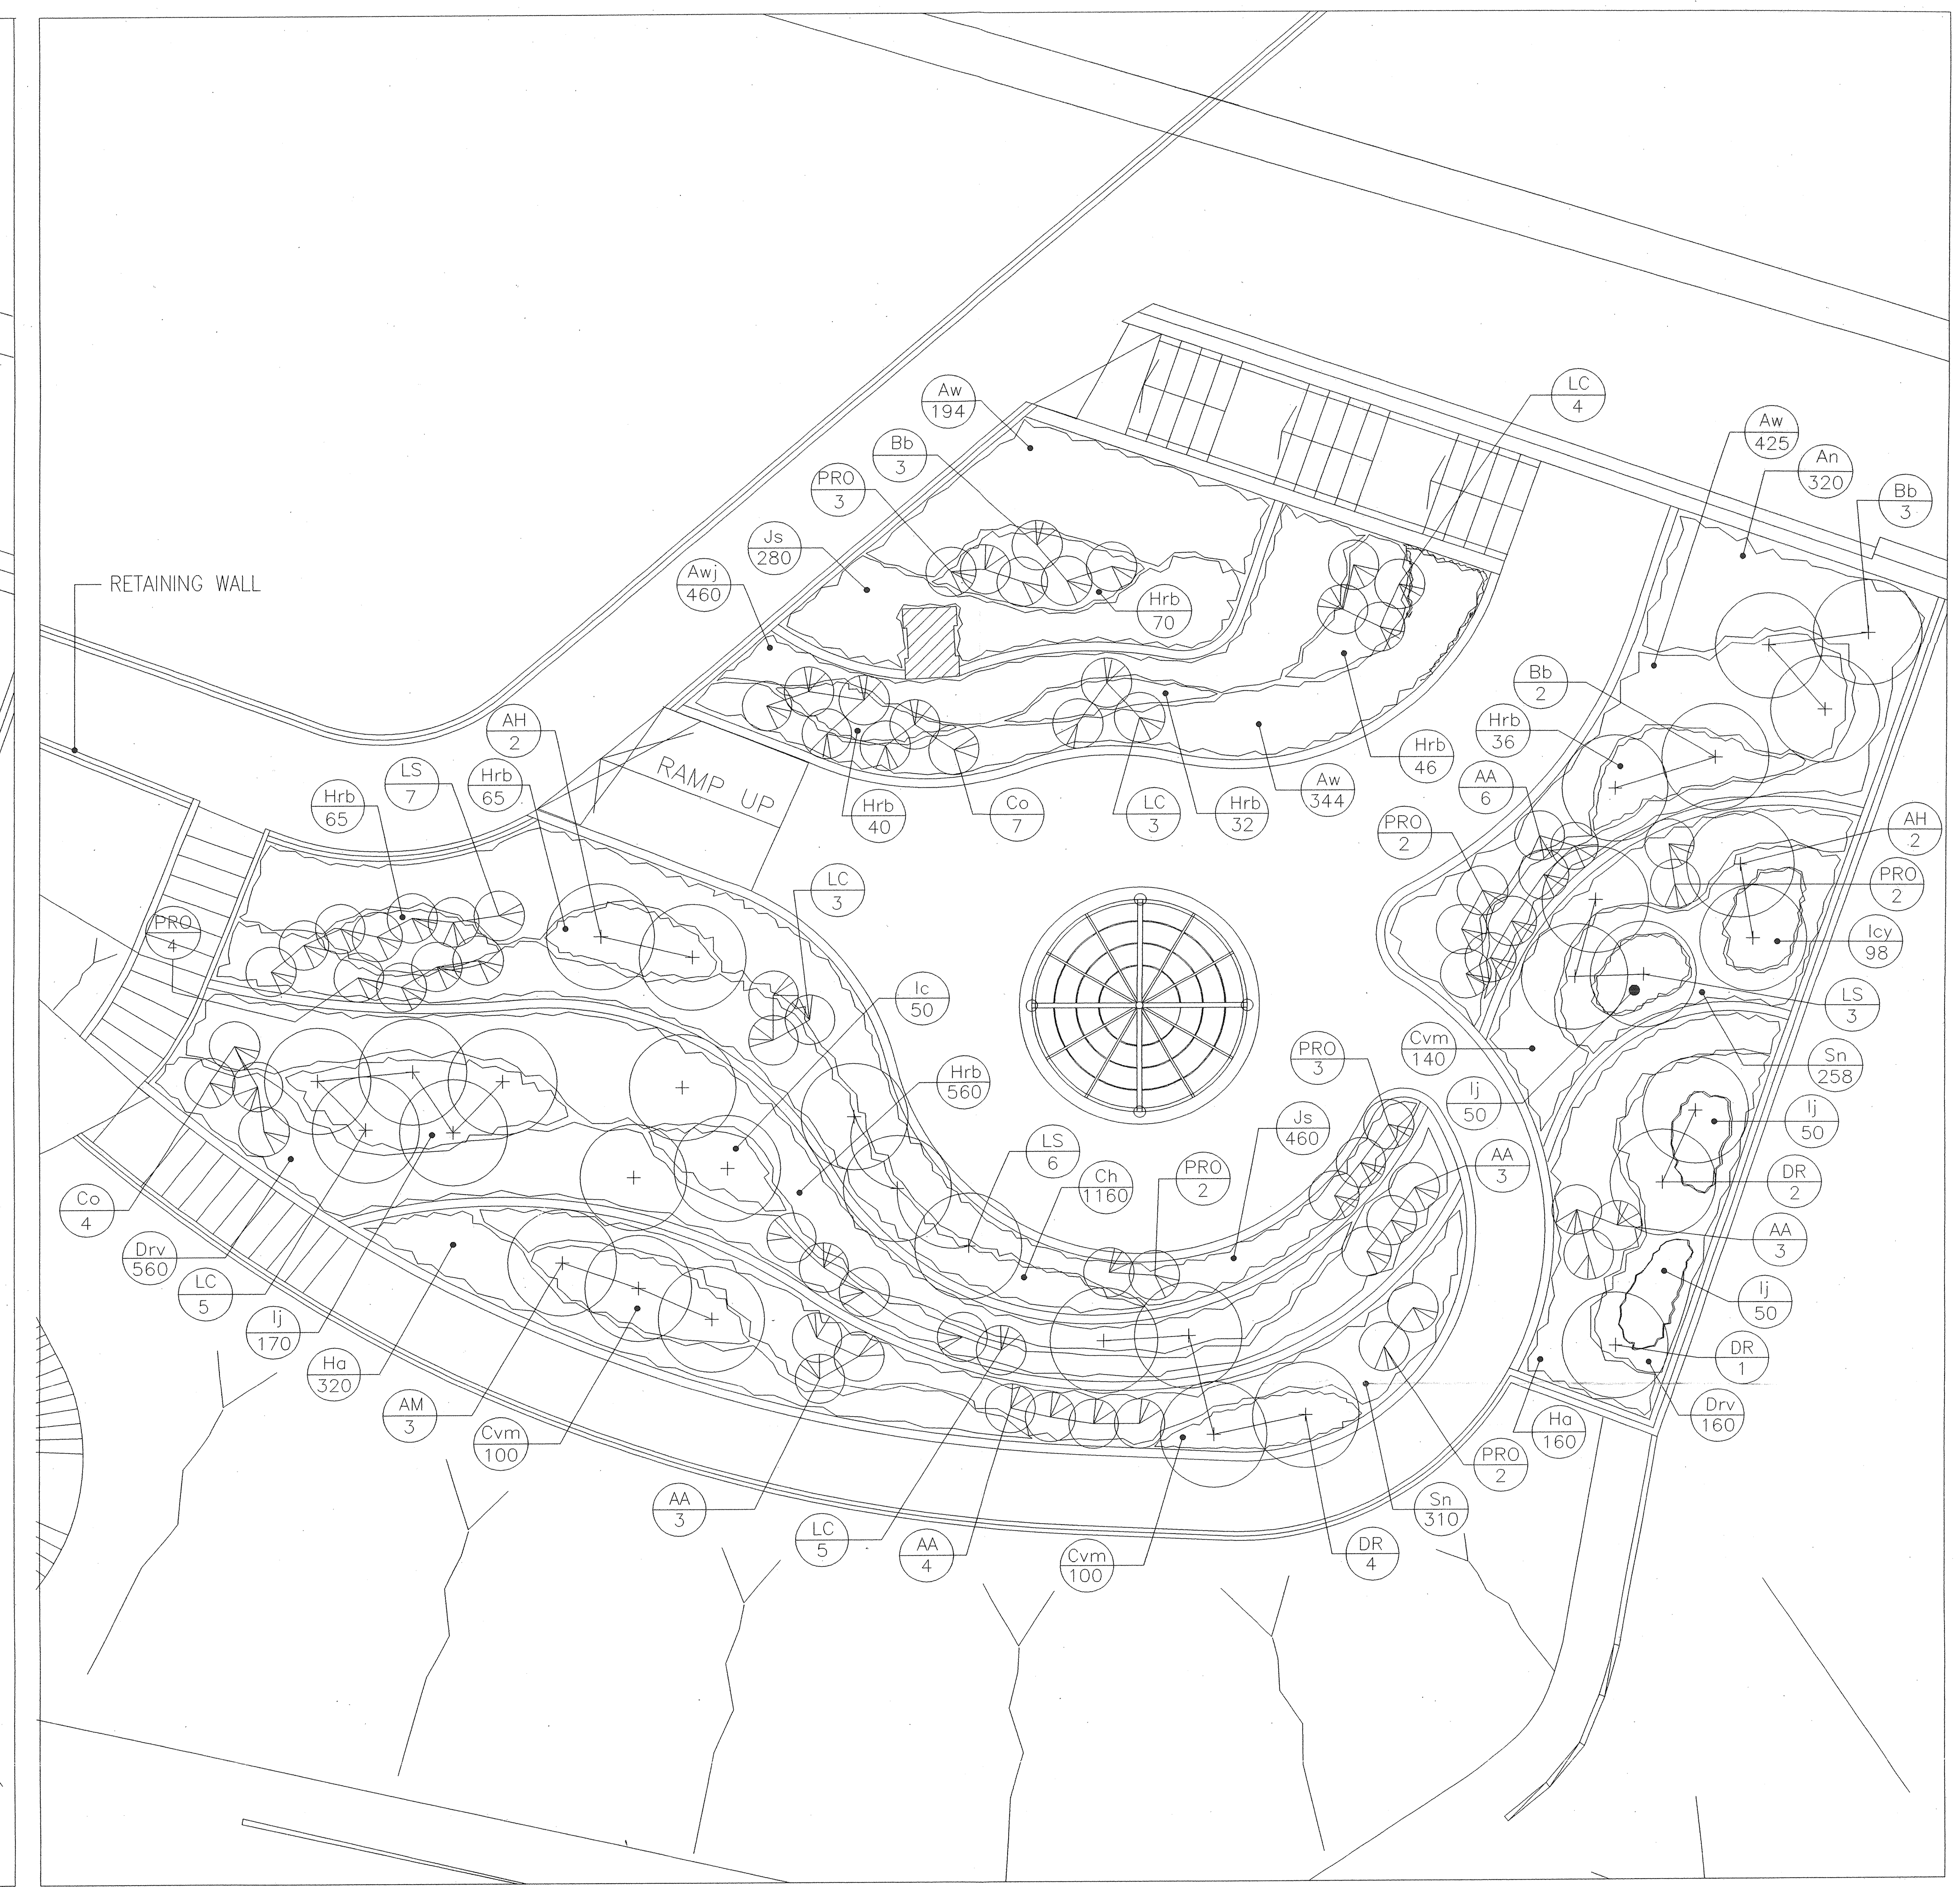 LC
4
Aw
194
Aw
425
Bb
3
An
320
PRO
3
Bb
3
Js
280
Awj
460
RETAINING WALL
Hrb
70
Bb
2
AH
2
Hrb
36
LS
7
Hrb
65
RAMP UP
Hrb
46
AA
6
Hrb
65
Hrb
40
Co
7
LC
3
Hrb
32
Aw
344
PRO
2
AH
2
LC
3
PRO
2
PRO
4
Icy
98
Ic
50
LS
3
Cvm
140
PRO
3
Sn
258
Hrb
560
Ij
50
Ij
50
Js
460
LS
6
Ch
1160
PRO
2
AA
3
DR
2
Co
4
AA
3
Drv
560
LC
5
Ij
170
Ij
50
Ha
320
DR
1
AM
3
Cvm
100
Drv
160
Ha
160
PRO
2
AA
3
LC
5
AA
4
Cvm
100
DR
4
Sn
310